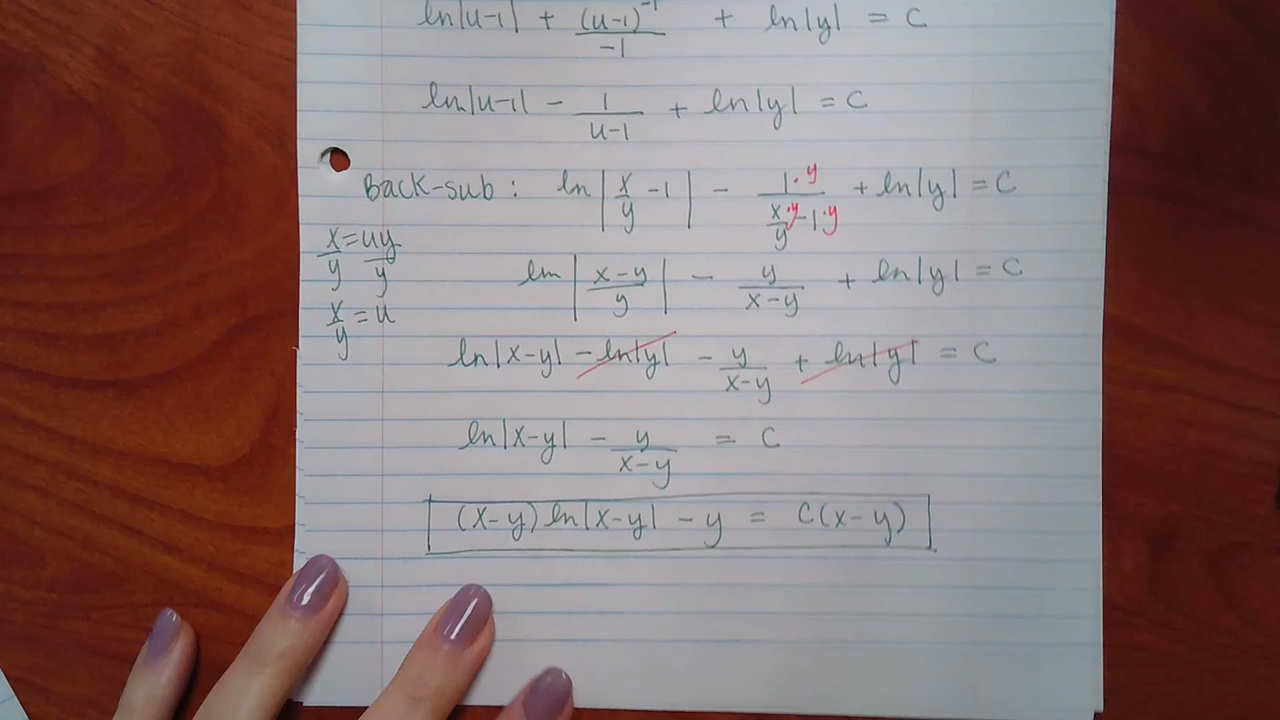 ln|u-1| + (u-1)^-1/-1 + ln|y| = C
ln|u-1| - 1/(u-1) + ln|y| = C
Back-sub: ln|x/y - 1| - (1·y)/(x/y·y - 1·y) + ln|y| = C
x/y = uy/y
x/y = u
ln|(x-y)/y| - y/(x-y) + ln|y| = C
ln|x-y| - ln|y| - y/(x-y) + ln|y| = C
ln|x-y| - y/(x-y) = C
(x-y) ln|x-y| - y = C(x-y)